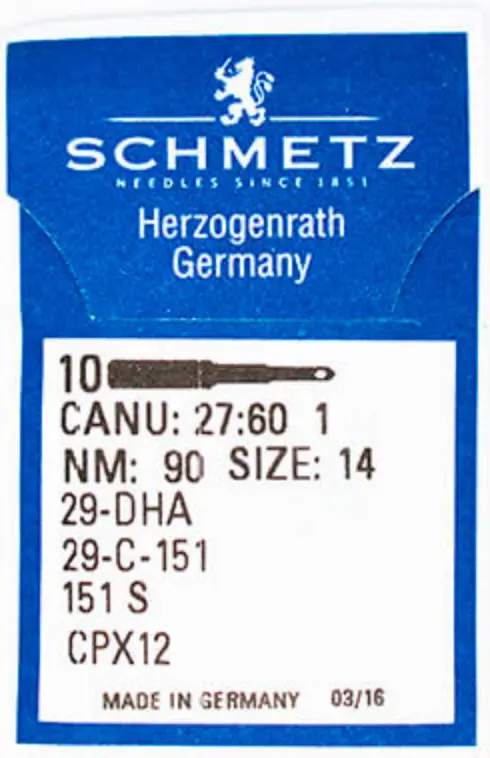 SCHMETZ
NEEDLES SINCE 1851
Herzogenrath
Germany
10
CANU: 27:60 1
NM: 90 SIZE: 14
29-DHA
29-C-151
151 S
CPX12
MADE IN GERMANY 03/16